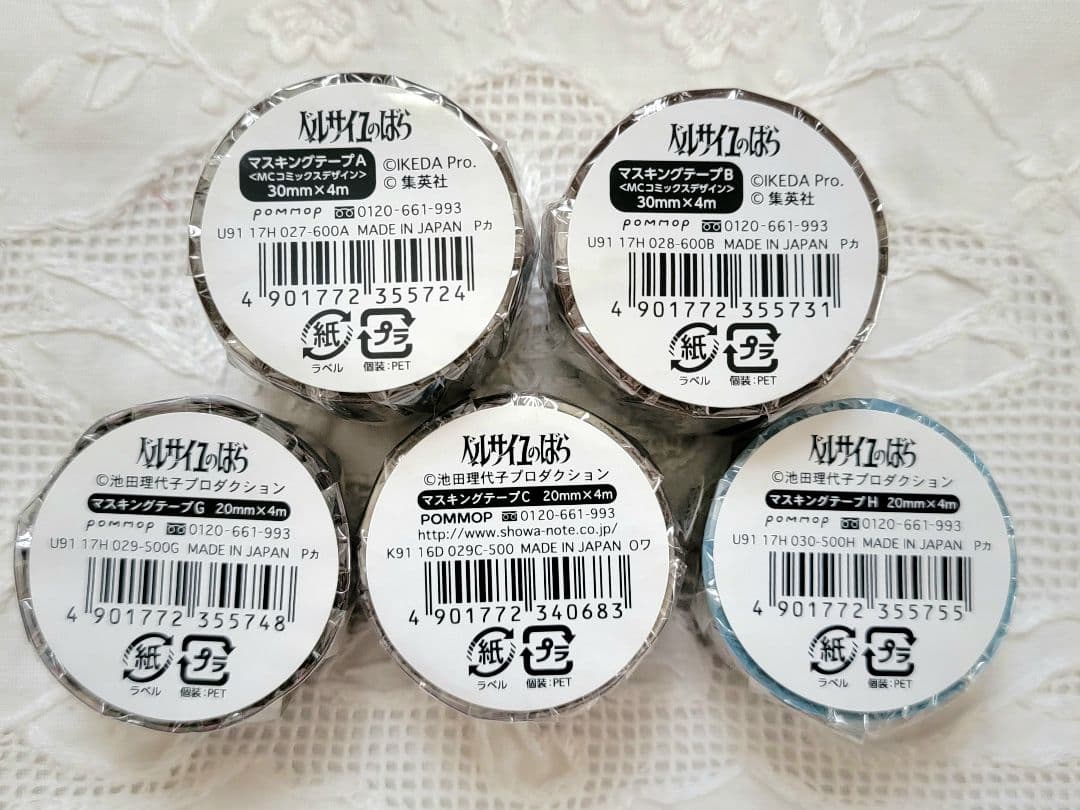 ベルサイユのばら
マスキングテープA
<MCコミックスデザイン>
30mm×4m
©IKEDA Pro.
© 集英社
pommop 0120-661-993
U91 17H 027-600A MADE IN JAPAN Pカ
4 901772 355724
紙 プラ
ラベル 個装:PET
ベルサイユのばら
マスキングテープB
<MCコミックスデザイン>
30mm×4m
©IKEDA Pro.
© 集英社
pommop 0120-661-993
U91 17H 028-600B MADE IN JAPAN Pカ
4 901772 355731
紙 プラ
ラベル 個装:PET
ベルサイユのばら
©池田理代子プロダクション
マスキングテープG 20mm×4m
pommop 0120-661-993
U91 17H 029-500G MADE IN JAPAN Pカ
4 901772 355748
紙 プラ
ラベル 個装:PET
ベルサイユのばら
©池田理代子プロダクション
マスキングテープC 20mm×4m
POMMOP 0120-661-993
http://www.showa-note.co.jp/
K91 16D 029C-500 MADE IN JAPAN Oワ
4 901772 340683
紙 プラ
ラベル 個装:PET
ベルサイユのばら
©池田理代子プロダクション
マスキングテープH 20mm×4m
pommop 0120-661-993
U91 17H 030-500H MADE IN JAPAN Pカ
4 901772 355755
紙 プラ
ラベル 個装:PET